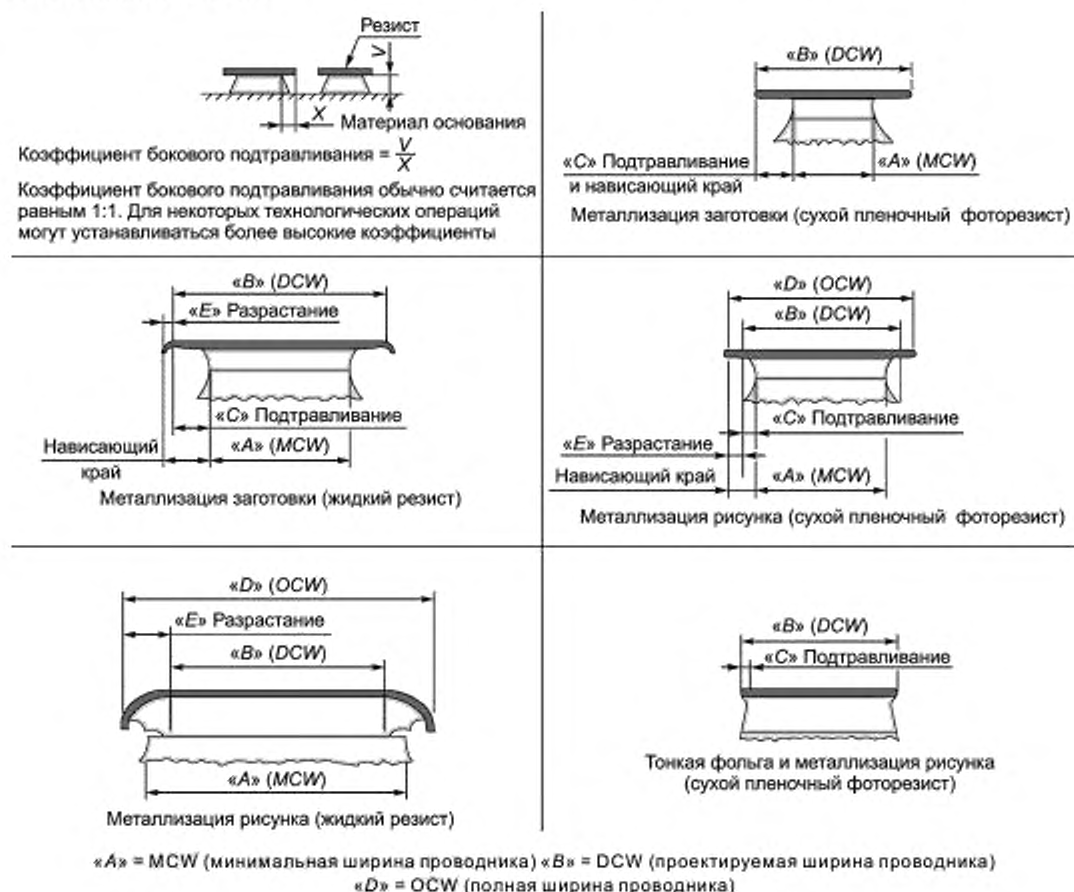 Резист
V
X
Материал основания
Коэффициент бокового подтравливания = V/X
Коэффициент бокового подтравливания обычно считается
равным 1:1. Для некоторых технологических операций
могут устанавливаться более высокие коэффициенты
«B» (DCW)
«C» Подтравливание
и нависающий край
«A» (MCW)
Металлизация заготовки (сухой пленочный фоторезист)
«B» (DCW)
«E» Разрастание
«C» Подтравливание
Нависающий
край
«A» (MCW)
Металлизация заготовки (жидкий резист)
«D» (OCW)
«B» (DCW)
«C» Подтравливание
«E» Разрастание
Нависающий край
«A» (MCW)
Металлизация рисунка (сухой пленочный фоторезист)
«D» (OCW)
«E» Разрастание
«B» (DCW)
«A» (MCW)
Металлизация рисунка (жидкий резист)
«B» (DCW)
«C» Подтравливание
Тонкая фольга и металлизация рисунка
(сухой пленочный фоторезист)
«A» = MCW (минимальная ширина проводника) «B» = DCW (проектируемая ширина проводника)
«D» = OCW (полная ширина проводника)